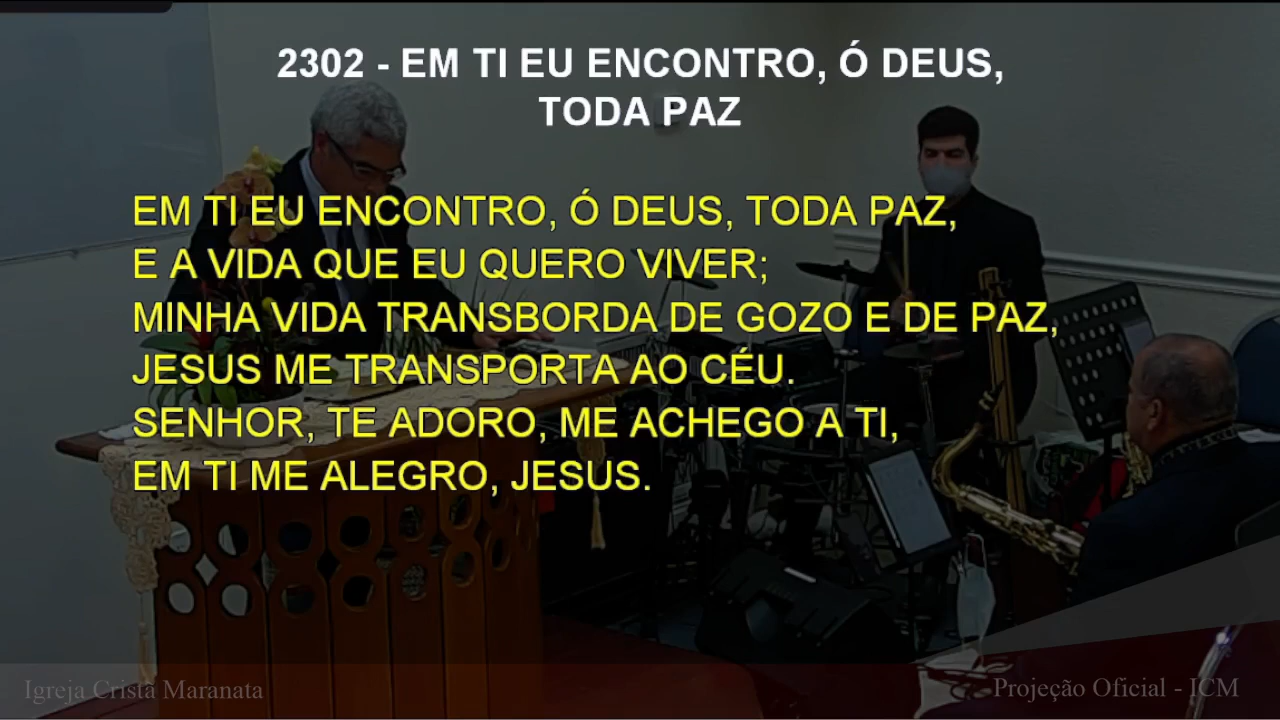 2302 - EM TI EU ENCONTRO, Ó DEUS,
TODA PAZ
EM TI EU ENCONTRO, Ó DEUS, TODA PAZ,
E A VIDA QUE EU QUERO VIVER;
MINHA VIDA TRANSBORDA DE GOZO E DE PAZ,
JESUS ME TRANSPORTA AO CÉU.
SENHOR, TE ADORO, ME ACHEGO A TI,
EM TI ME ALEGRO, JESUS.
Igreja Cristã Maranata
Projeção Oficial - ICM